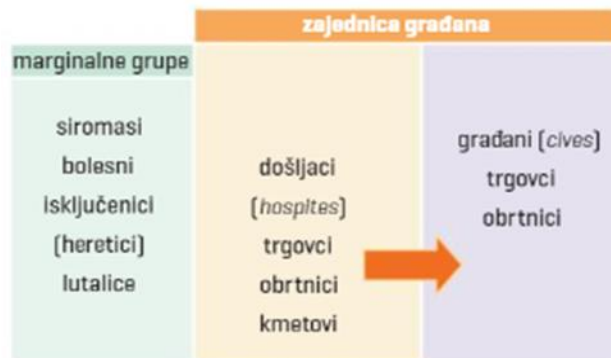 zajednica građana
marginalne grupe
siromasi
bolesni
isključenici
(heretici)
lutalice
došljaci
(hospites)
trgovci
obrtnici
kmetovi
građani (cives)
trgovci
obrtnici